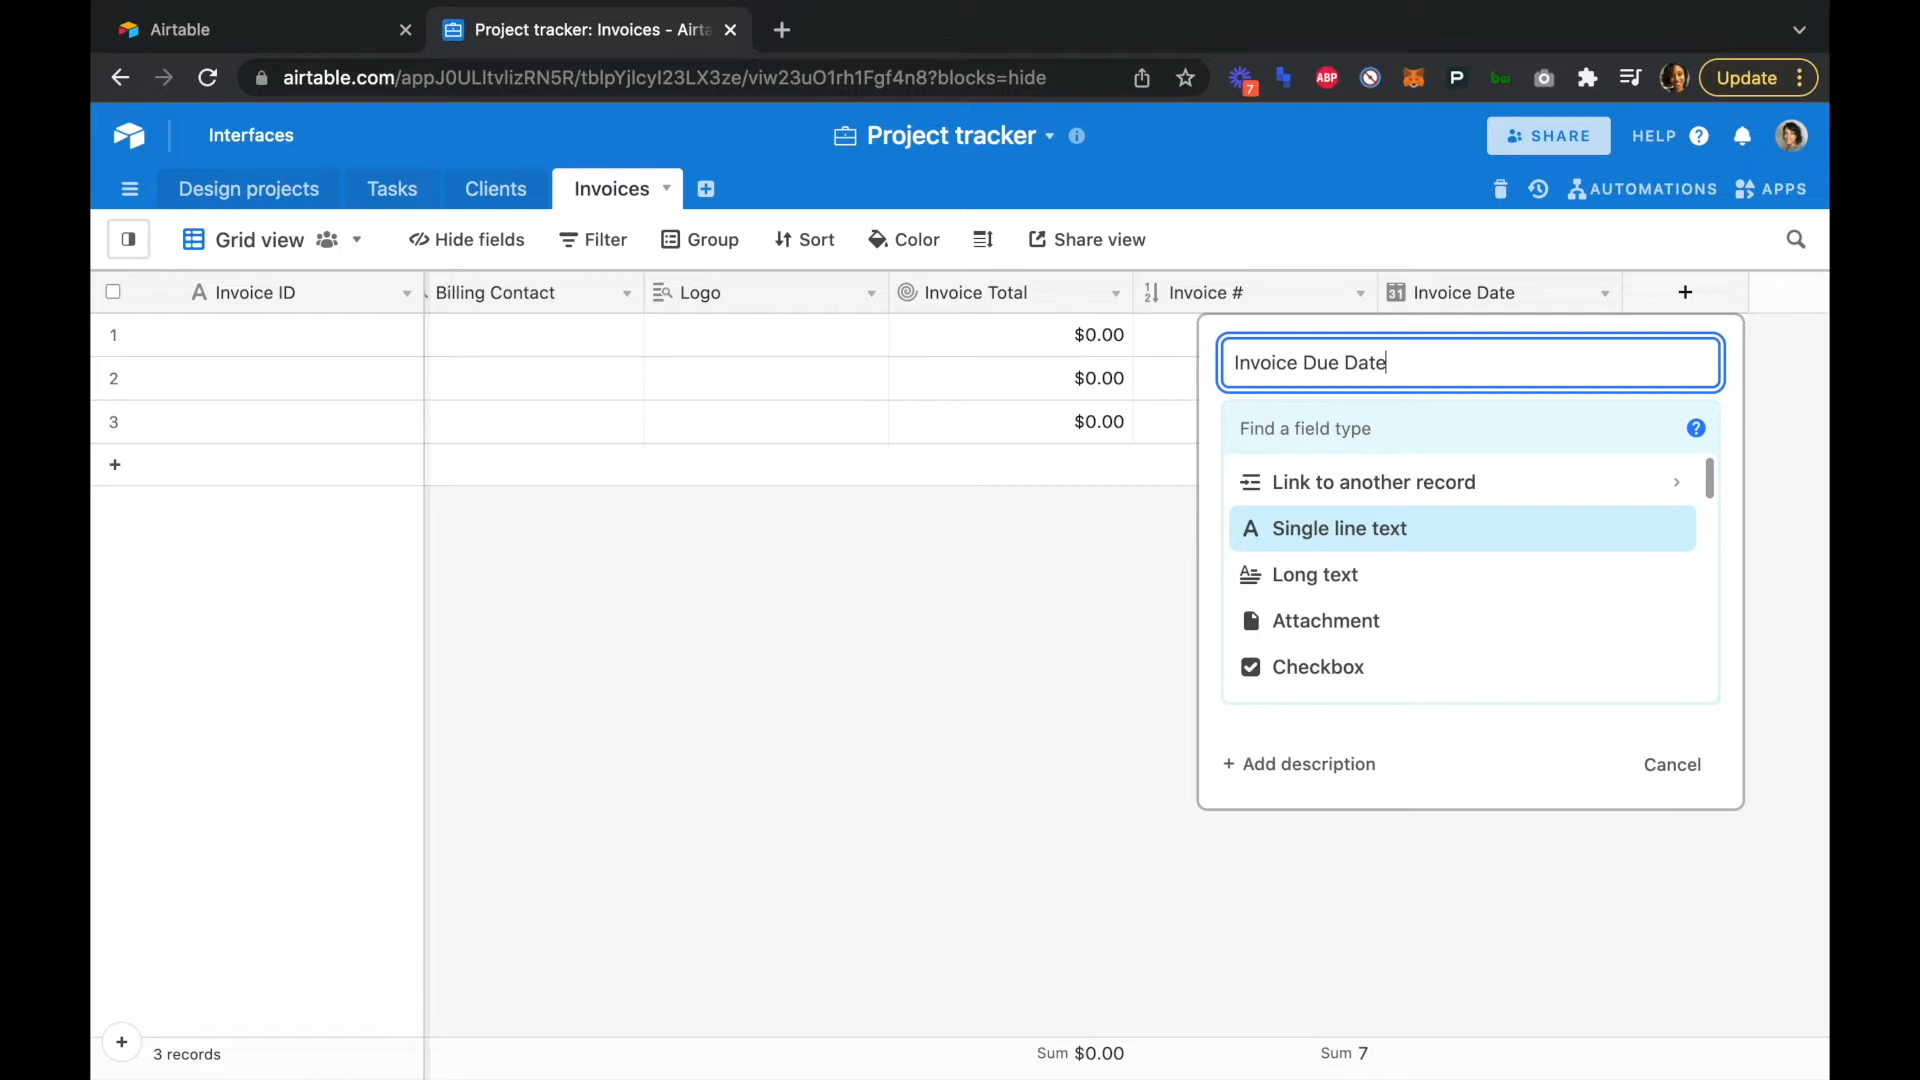 Airtable
Project tracker: Invoices - Airta
airtable.com/appJ0ULltvlizRN5R/tblpYjlcyI23LX3ze/viw23uO1rh1Fgf4n8?blocks=hide
7
ABP
P
bw
Update
Interfaces
Project tracker
SHARE
HELP
Design projects
Tasks
Clients
Invoices
AUTOMATIONS
APPS
Grid view
Hide fields
Filter
Group
Sort
Color
Share view
Invoice ID
Billing Contact
Logo
Invoice Total
Invoice #
31
Invoice Date
1
$0.00
2
$0.00
3
$0.00
Invoice Due Date
Find a field type
Link to another record
Single line text
Long text
Attachment
Checkbox
+ Add description
Cancel
3 records
Sum $0.00
Sum 7